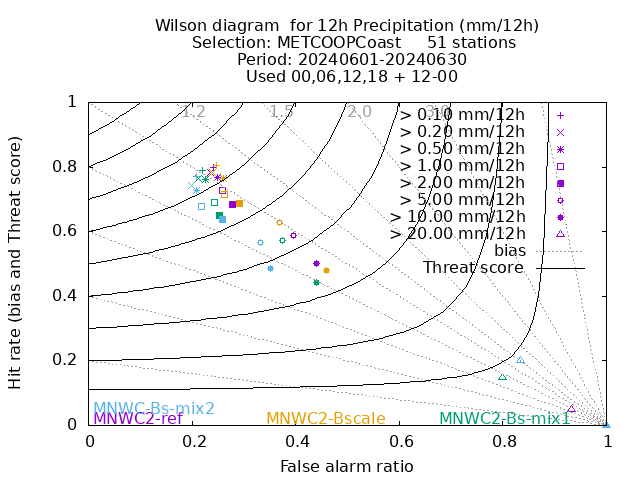 Wilson diagram  for 12h Precipitation (mm/12h)
Selection: METCOOPCoast     51 stations
Period: 20240601-20240630
Used 00,06,12,18 + 12-00
Hit rate (bias and Threat score)
1
0.8
0.6
0.4
0.2
0
1.2 1.5 2.0 3.0
> 0.10 mm/12h
> 0.20 mm/12h
> 0.50 mm/12h
> 1.00 mm/12h
> 2.00 mm/12h
> 5.00 mm/12h
> 10.00 mm/12h
> 20.00 mm/12h
bias
Threat score
MNWC-Bs-mix2
MNWC2-ref MNWC2-Bscale MNWC2-Bs-mix1
0 0.2 0.4 0.6 0.8 1
False alarm ratio